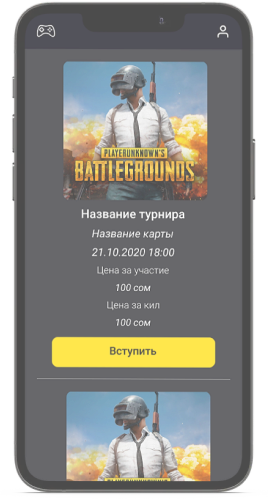 PLAYERUNKNOWN'S
BATTLEGROUNDS
Название турнира
Название карты
21.10.2020 18:00
Цена за участие
100 сом
Цена за кил
100 сом
Вступить